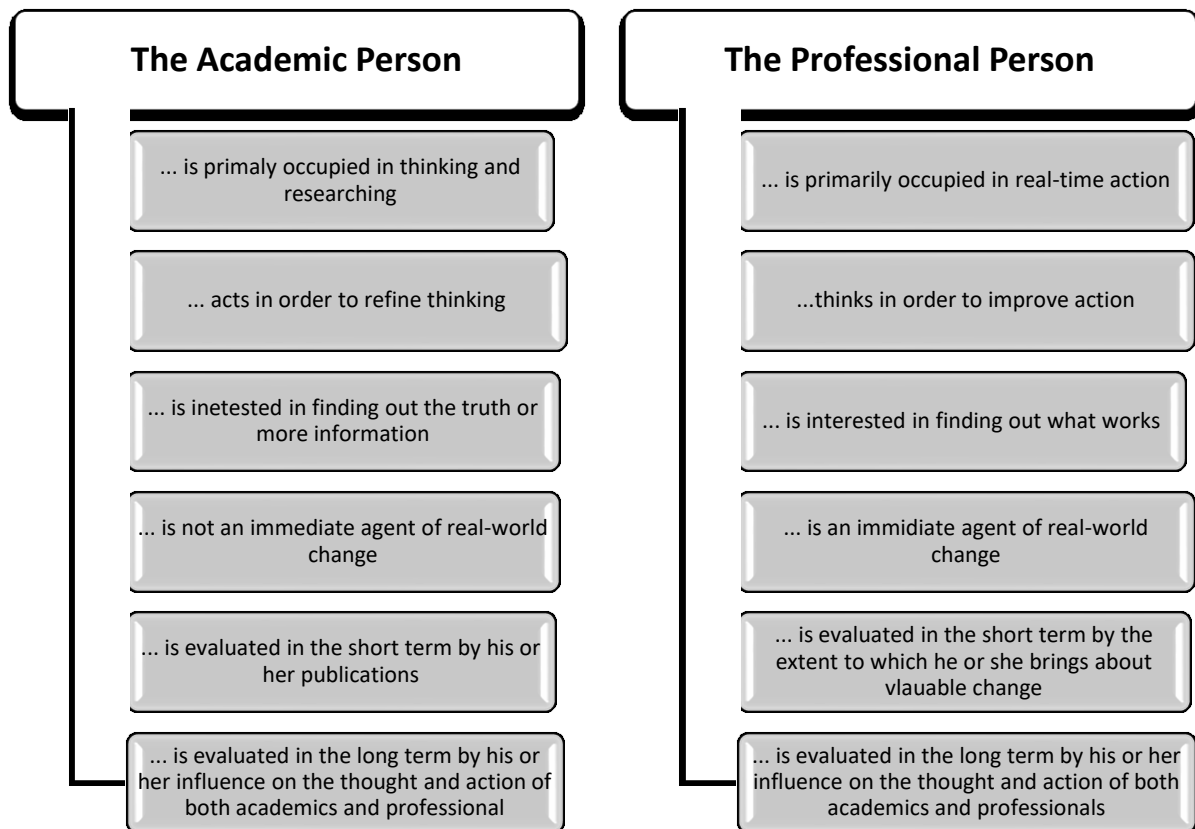 The Academic Person
... is primaly occupied in thinking and
researching
... acts in order to refine thinking
... is inetested in finding out the truth or
more information
... is not an immediate agent of real-world
change
... is evaluated in the short term by his or
her publications
... is evaluated in the long term by his or
her influence on the thought and action of
both academics and professional
The Professional Person
... is primarily occupied in real-time action
...thinks in order to improve action
... is interested in finding out what works
... is an immidiate agent of real-world
change
... is evaluated in the short term by the
extent to which he or she brings about
vlauable change
... is evaluated in the long term by his or her
influence on the thought and action of both
academics and professionals